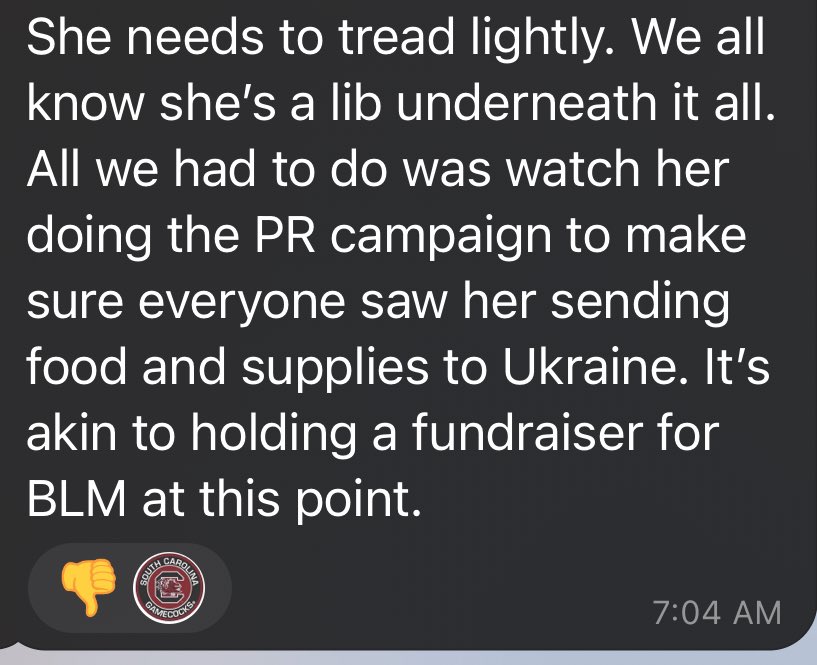 She needs to tread lightly. We all
know she's a lib underneath it all.
All we had to do was watch her
doing the PR campaign to make
sure everyone saw her sending
food and supplies to Ukraine. It's
akin to holding a fundraiser for
BLM at this point.
SOUTH CAROLINA
GAMECOCKS
7:04 AM